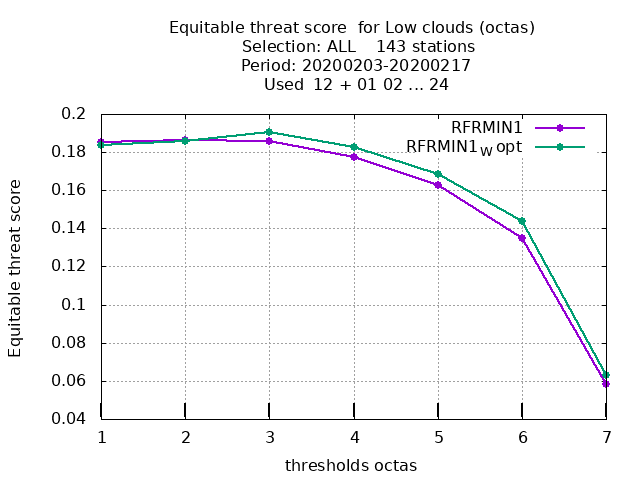 Equitable threat score  for Low clouds (octas)
Selection: ALL    143 stations
Period: 20200203-20200217
Used  12 + 01 02 ... 24
RFRMIN1
RFRMIN1W opt
0.2
0.18
0.16
0.14
0.12
0.1
0.08
0.06
0.04
Equitable threat score
1 2 3 4 5 6 7
thresholds octas